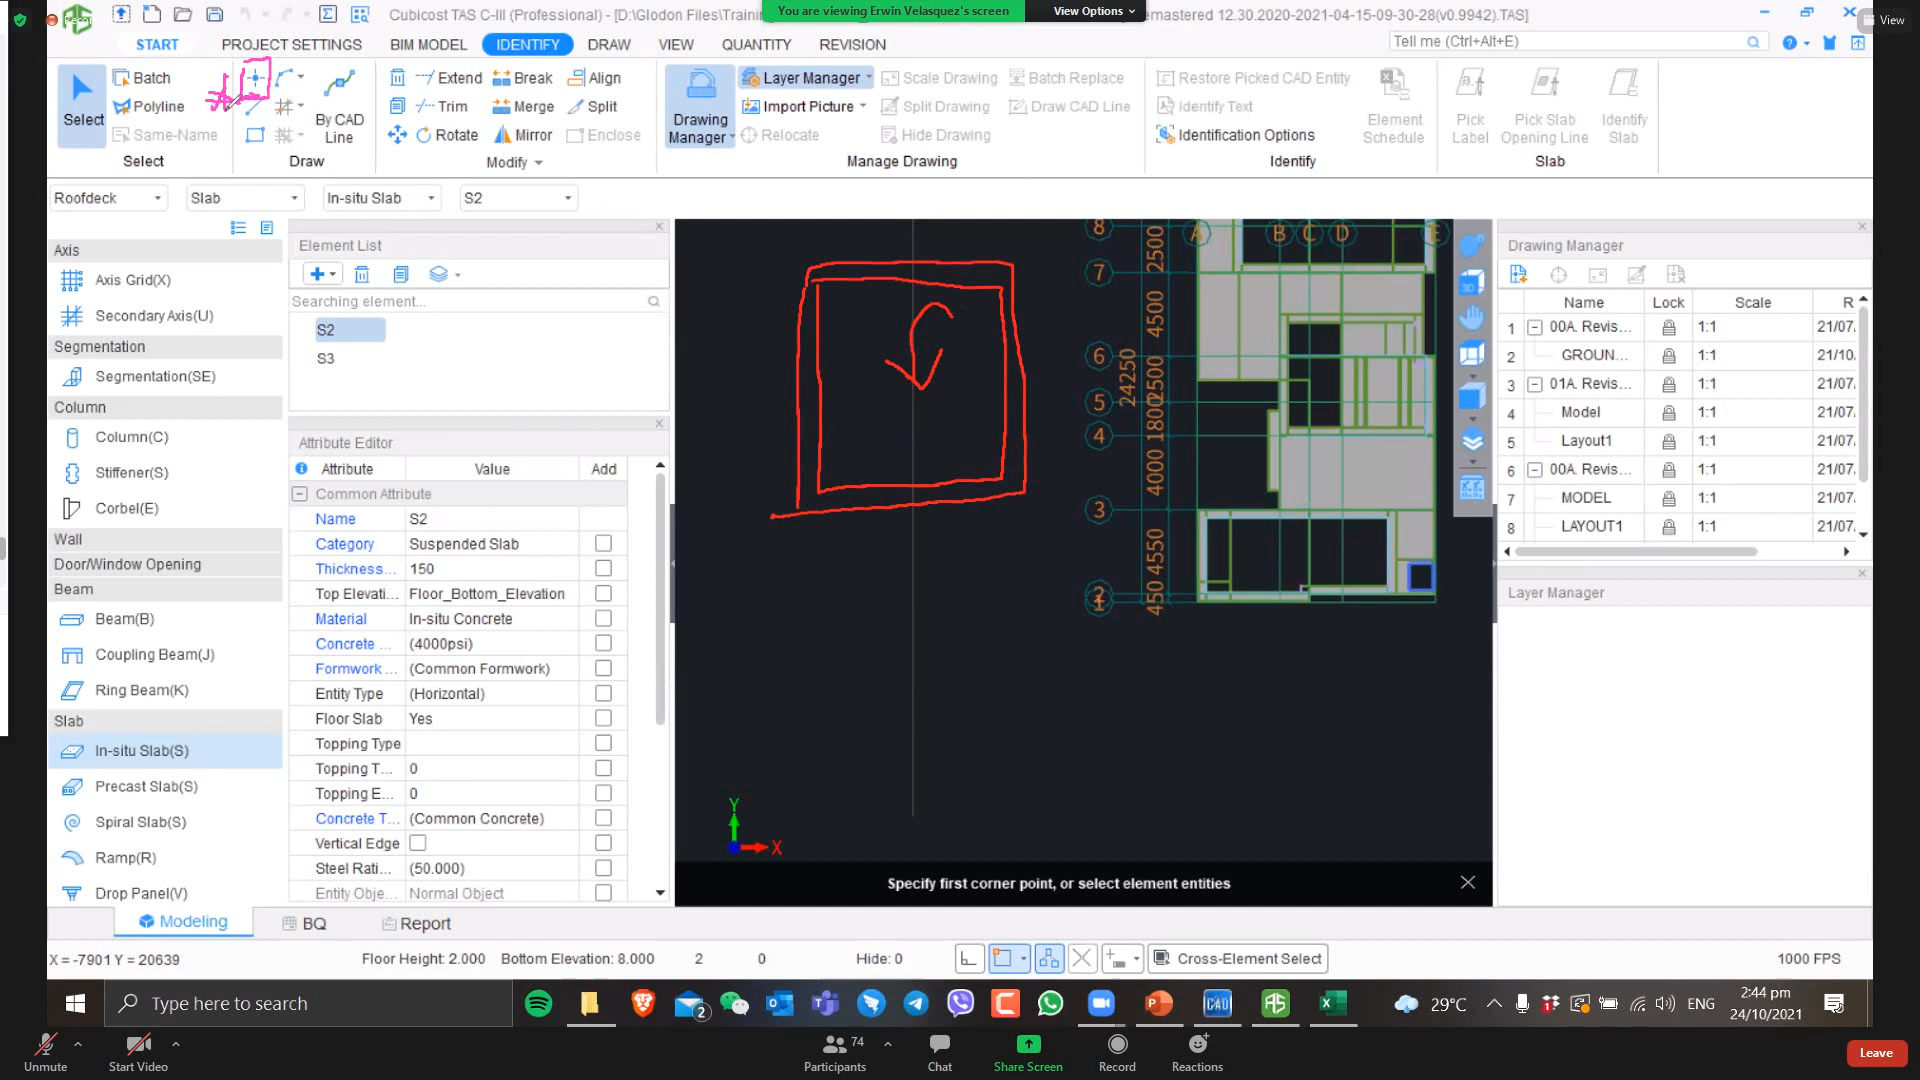 You are viewing Erwin Velasquez's screen
View Options
View
Cubicost TAS C-III (Professional) - [D:\Glodon Files\Train
emastered 12.30.2020-2021-04-15-09-30-28(v0.9942).TAS]
START
PROJECT SETTINGS
BIM MODEL
IDENTIFY
DRAW
VIEW
QUANTITY
REVISION
Tell me (Ctrl+Alt+E)
Select
Batch
Polyline
Same-Name
Select
By CAD Line
Draw
Extend
Break
Align
Trim
Merge
Split
Rotate
Mirror
Enclose
Modify
Drawing Manager
Layer Manager
Scale Drawing
Batch Replace
Import Picture
Split Drawing
Draw CAD Line
Relocate
Hide Drawing
Manage Drawing
Restore Picked CAD Entity
Identify Text
Identification Options
Element Schedule
Identify
Pick Label
Pick Slab Opening Line
Identify Slab
Slab
Roofdeck
Slab
In-situ Slab
S2
Axis
Axis Grid(X)
Secondary Axis(U)
Segmentation
Segmentation(SE)
Column
Column(C)
Stiffener(S)
Corbel(E)
Wall
Door/Window Opening
Beam
Beam(B)
Coupling Beam(J)
Ring Beam(K)
Slab
In-situ Slab(S)
Precast Slab(S)
Spiral Slab(S)
Ramp(R)
Drop Panel(V)
Element List
Searching element...
S2
S3
Attribute Editor
Attribute Value Add
Common Attribute
Name S2
Category Suspended Slab
Thickness... 150
Top Elevati... Floor_Bottom_Elevation
Material In-situ Concrete
Concrete ... (4000psi)
Formwork ... (Common Formwork)
Entity Type (Horizontal)
Floor Slab Yes
Topping Type
Topping T... 0
Topping E... 0
Concrete T... (Common Concrete)
Vertical Edge
Steel Rati... (50.000)
Entity Obje... Normal Object
8
7
6
5
4
3
2
1
A B C D E
2500
4500
2500
1800
4000
4550
450
24250
3D
Y
X
Specify first corner point, or select element entities
Drawing Manager
Name Lock Scale R
1 00A. Revis... 1:1 21/07.
2 GROUN... 1:1 21/10.
3 01A. Revis... 1:1 21/07.
4 Model 1:1 21/07.
5 Layout1 1:1 21/07.
6 00A. Revis... 1:1 21/07.
7 MODEL 1:1 21/07.
8 LAYOUT1 1:1 21/07.
Layer Manager
Modeling
BQ
Report
X = -7901 Y = 20639
Floor Height: 2.000
Bottom Elevation: 8.000
2
0
Hide: 0
Cross-Element Select
1000 FPS
Type here to search
2
CAD
29°C
ENG
2:44 pm
24/10/2021
Unmute
Start Video
74
Participants
Chat
Share Screen
Record
Reactions
Leave